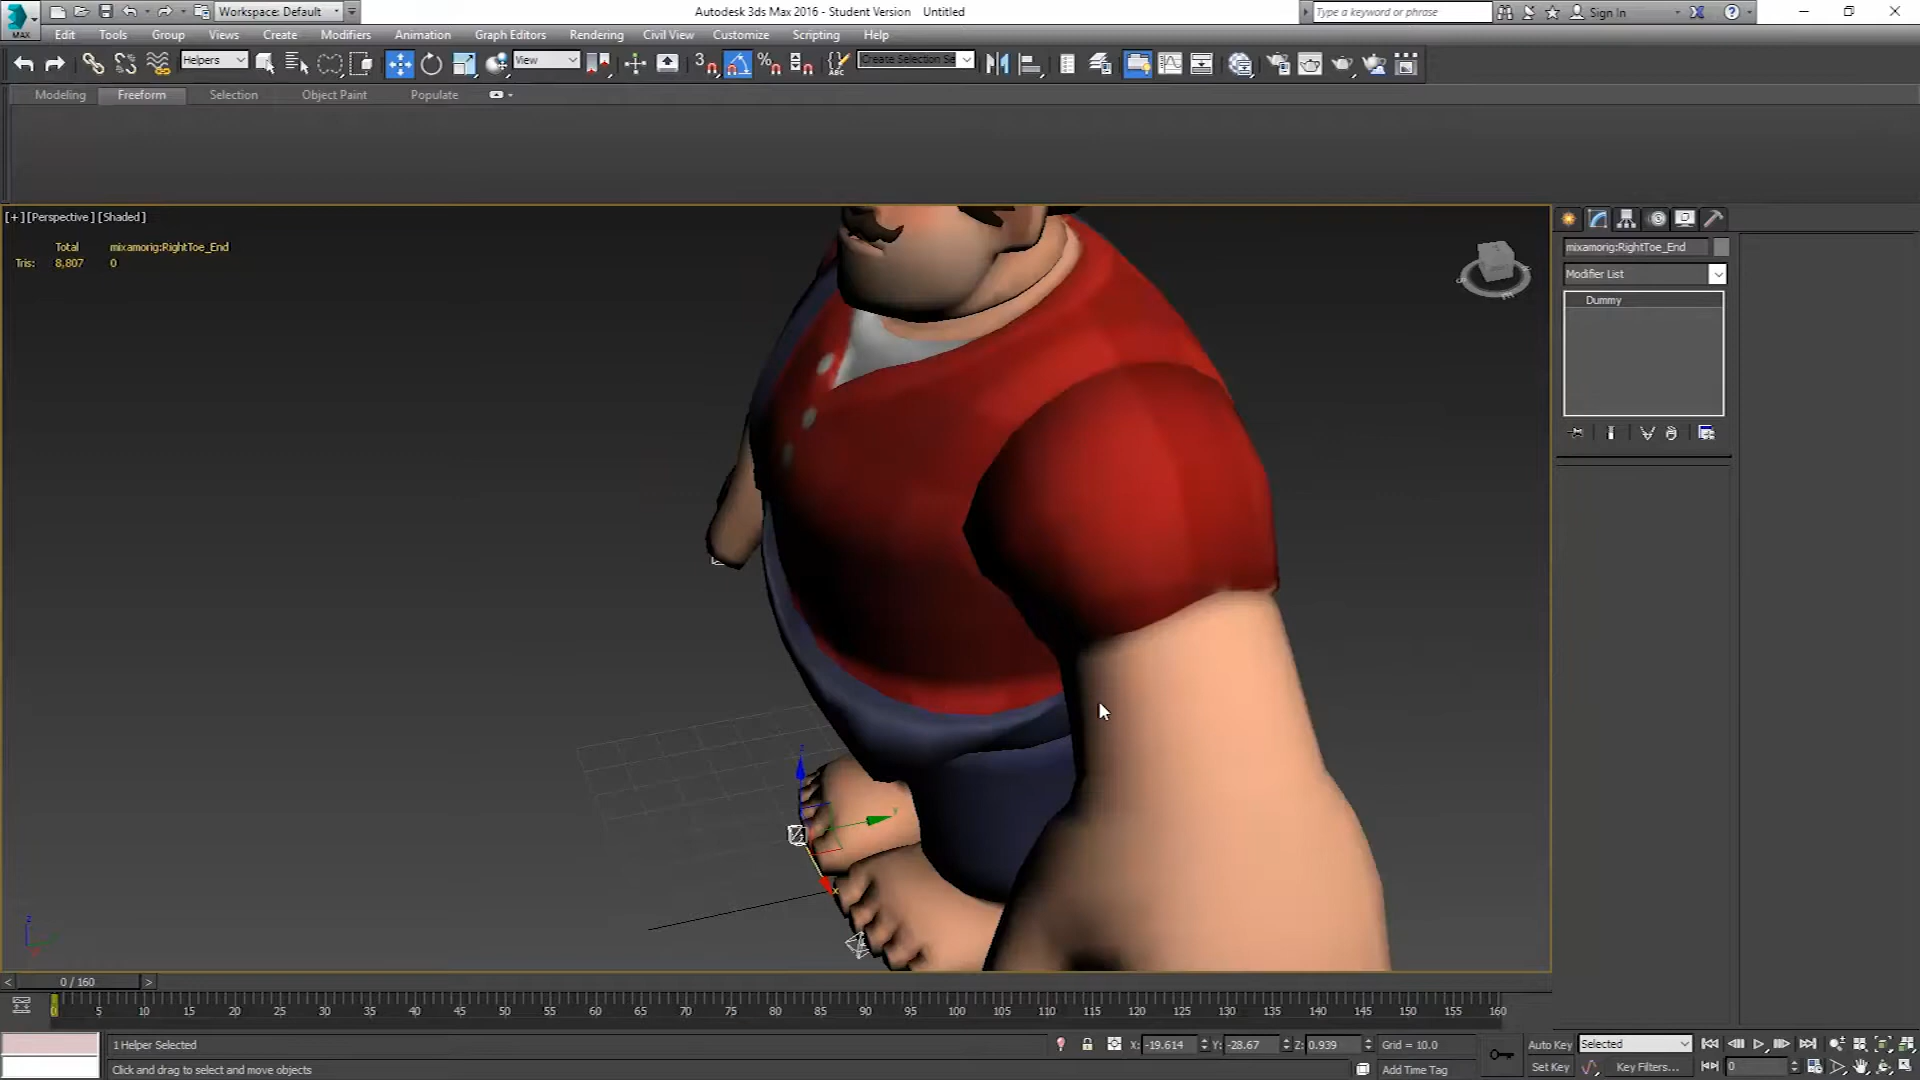 Workspace: Default
Autodesk 3ds Max 2016 - Student Version Untitled
Type a keyword or phrase
Sign In
MAX
Edit Tools Group Views Create Modifiers Animation Graph Editors Rendering Civil View Customize Scripting Help
Helpers
View
3
ABC
Create Selection Se
Modeling Freeform Selection Object Paint Populate
[+] [Perspective] [Shaded]
Total mixamorig:RightToe_End
Tris: 8,807 0
mixamorig:RightToe_End
Modifier List
Dummy
z
x
z
< 0 / 160 >
0 5 10 15 20 25 30 35 40 45 50 55 60 65 70 75 80 85 90 95 100 105 110 115 120 125 130 135 140 145 150 155 160
1 Helper Selected
X: -19.614 Y: -28.67 Z: 0.939 Grid = 10.0
Auto Key Selected
Click and drag to select and move objects
Add Time Tag
Set Key Key Filters... 0